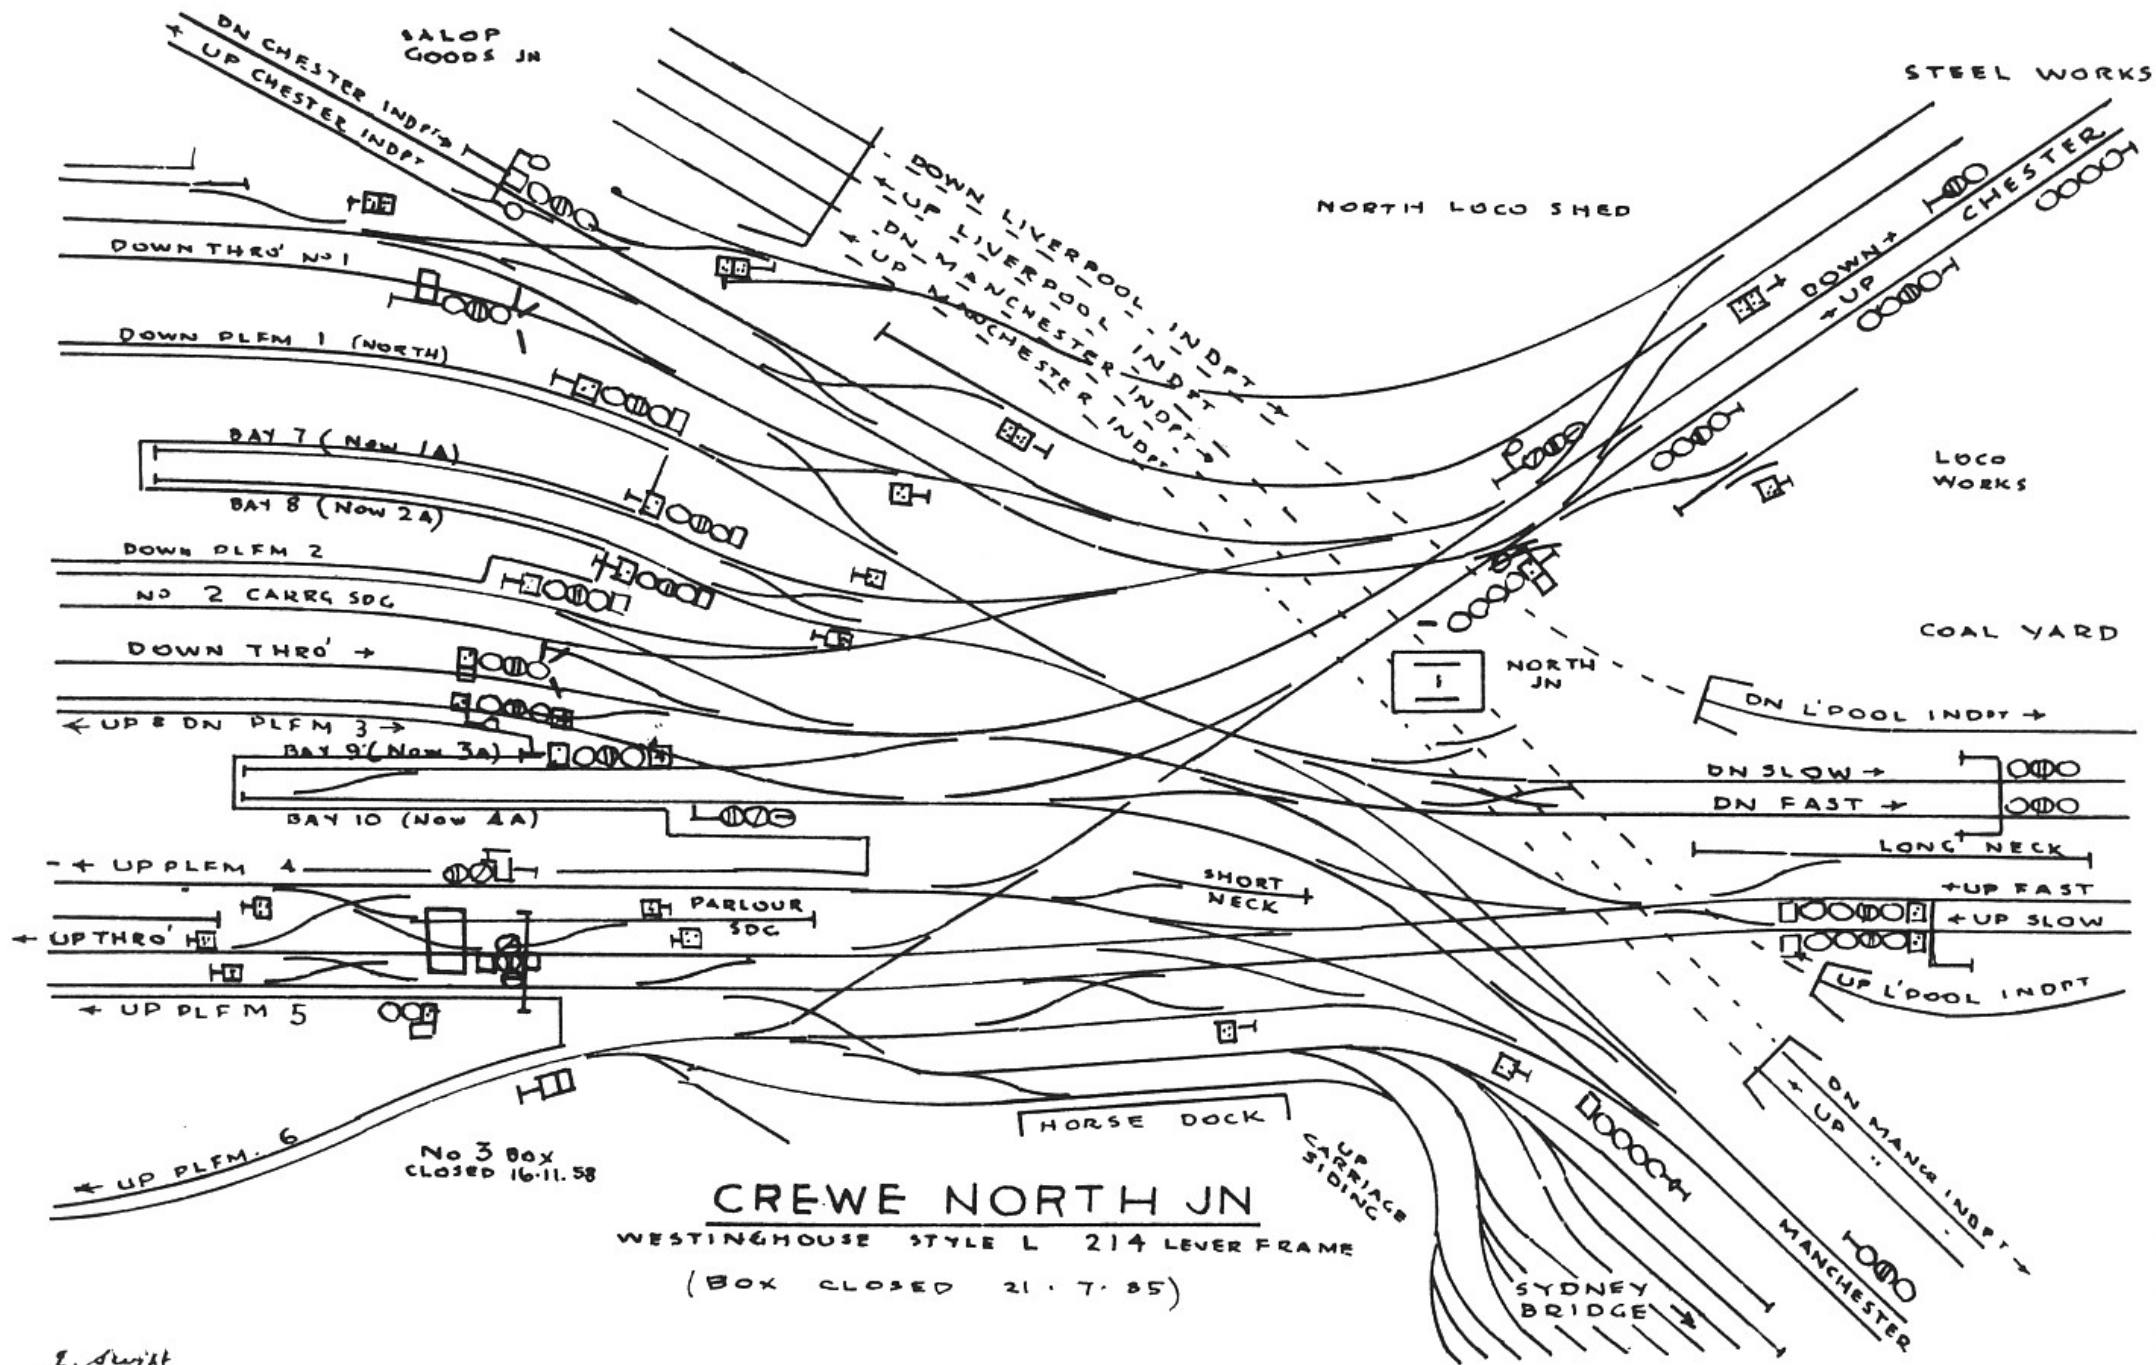 SALOP
GOODS JN
STEEL WORKS
DN CHESTER INDPT →
← UP CHESTER INDPT
DOWN LIVERPOOL INDPT →
← UP LIVERPOOL INDPT
DN MANCHESTER INDPT →
← UP MANCHESTER INDPT
NORTH LOCO SHED
CHESTER
DOWN →
← UP
DOWN THRO' No 1
DOWN PLFM 1 (NORTH)
BAY 7 (Now 1A)
BAY 8 (Now 2A)
LOCO
WORKS
DOWN PLFM 2
No 2 CARRG SDG
DOWN THRO' →
← UP & DN PLFM 3 →
BAY 9 (Now 3A)
BAY 10 (Now 4A)
COAL YARD
NORTH
JN
DN L'POOL INDPT →
DN SLOW →
DN FAST →
LONG NECK
← UP FAST
← UP SLOW
UP L'POOL INDPT
← UP PLFM 4
SHORT
NECK
PARLOUR
SDG
← UP THRO'
← UP PLFM 5
← UP PLFM. 6
No 3 BOX
CLOSED 16.11.58
HORSE DOCK
UP
CARRIAGE
SIDING
DN MANCR INDPT →
← UP "
CREWE NORTH JN
WESTINGHOUSE STYLE L 214 LEVER FRAME
(BOX CLOSED 21.7.85)
SYDNEY
BRIDGE
MANCHESTER
E. Swift